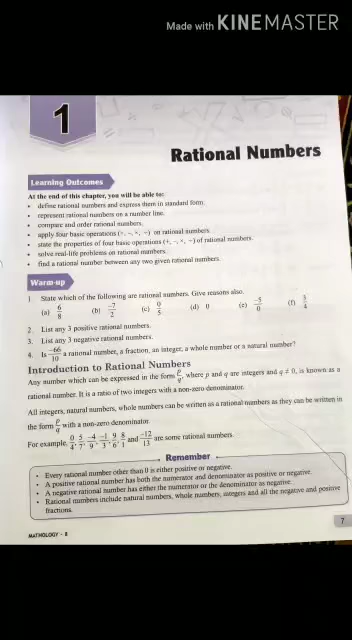 Made with KINEMASTER
1
Rational Numbers
Learning Outcomes
At the end of this chapter, you will be able to:
• define rational numbers and express them in standard form.
• represent rational numbers on a number line.
• compare and order rational numbers.
• apply four basic operations (+, −, ×, ÷) on rational numbers.
• state the properties of four basic operations (+, −, ×, ÷) of rational numbers.
• solve real-life problems on rational numbers.
• find a rational number between any two given rational numbers.
Warm-up
1. State which of the following are rational numbers. Give reasons also.
(a) 6/8 (b) −7/2 (c) 0/5 (d) 0 (e) −5/0 (f) 3/4
2. List any 3 positive rational numbers.
3. List any 3 negative rational numbers.
4. Is −66/10 a rational number, a fraction, an integer, a whole number or a natural number?
Introduction to Rational Numbers
Any number which can be expressed in the form p/q, where p and q are integers and q ≠ 0, is known as a
rational number. It is a ratio of two integers with a non-zero denominator.
All integers, natural numbers, whole numbers can be written as a rational numbers as they can be written in
the form p/q with a non-zero denominator.
For example, 0/4, 5/7, −4/9, −1/3, 9/6, 8/1 and −12/13 are some rational numbers.
Remember
• Every rational number other than 0 is either positive or negative.
• A positive rational number has both the numerator and denominator as positive or negative.
• A negative rational number has either the numerator or the denominator as negative.
• Rational numbers include natural numbers, whole numbers, integers and all the negative and positive
fractions.
7
MATHOLOGY - 8